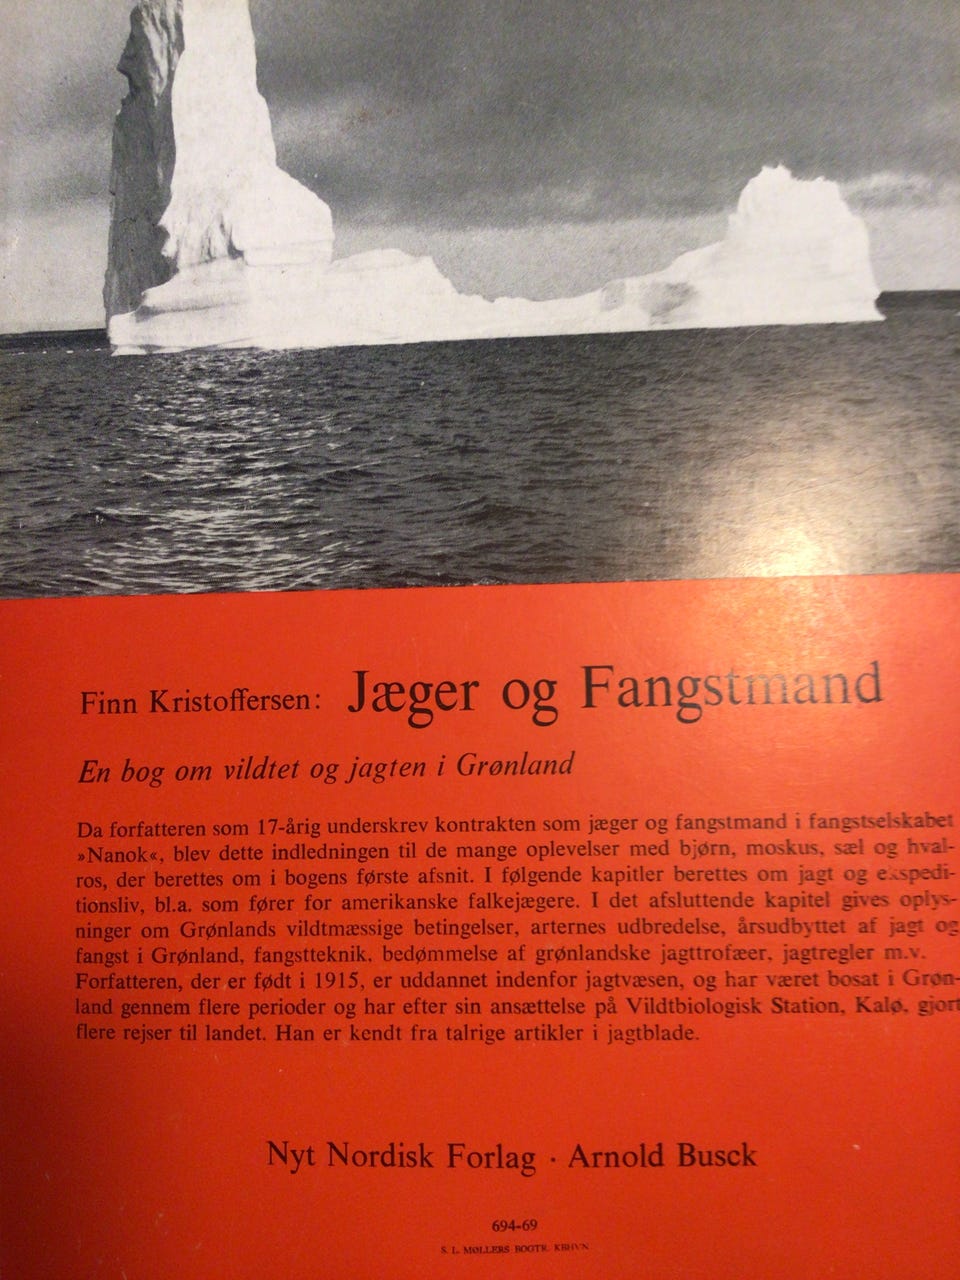 Finn Kristoffersen: Jæger og Fangstmand
En bog om vildtet og jagten i Grønland
Da forfatteren som 17-årig underskrev kontrakten som jæger og fangstmand i fangstselskabet
»Nanok«, blev dette indledningen til de mange oplevelser med bjørn, moskus, sæl og hval-
ros, der berettes om i bogens første afsnit. I følgende kapitler berettes om jagt og expedi-
tionsliv, bl.a. som fører for amerikanske falkejægere. I det afsluttende kapitel gives oplys-
ninger om Grønlands vildtmæssige betingelser, arternes udbredelse, årsudbyttet af jagt og
fangst i Grønland, fangstteknik, bedømmelse af grønlandske jagttrofæer, jagtregler m.v.
Forfatteren, der er født i 1915, er uddannet indenfor jagtvæsen, og har været bosat i Grøn-
land gennem flere perioder og har efter sin ansættelse på Vildtbiologisk Station, Kalø, gjort
flere rejser til landet. Han er kendt fra talrige artikler i jagtblade.
Nyt Nordisk Forlag · Arnold Busck
694-69
S. L. MØLLERS BOGTR. KBHVN